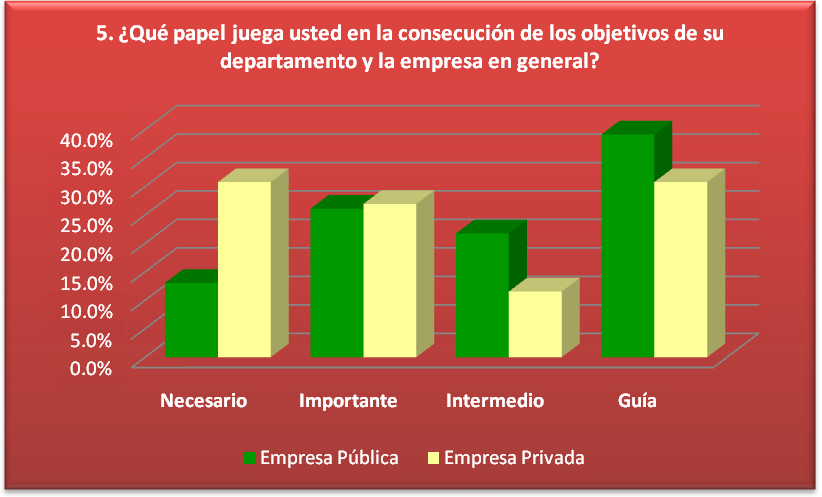 5. ¿Qué papel juega usted en la consecución de los objetivos de su
departamento y la empresa en general?
40.0%
35.0%
30.0%
25.0%
20.0%
15.0%
10.0%
5.0%
0.0%
Necesario Importante Intermedio Guía
Empresa Pública Empresa Privada